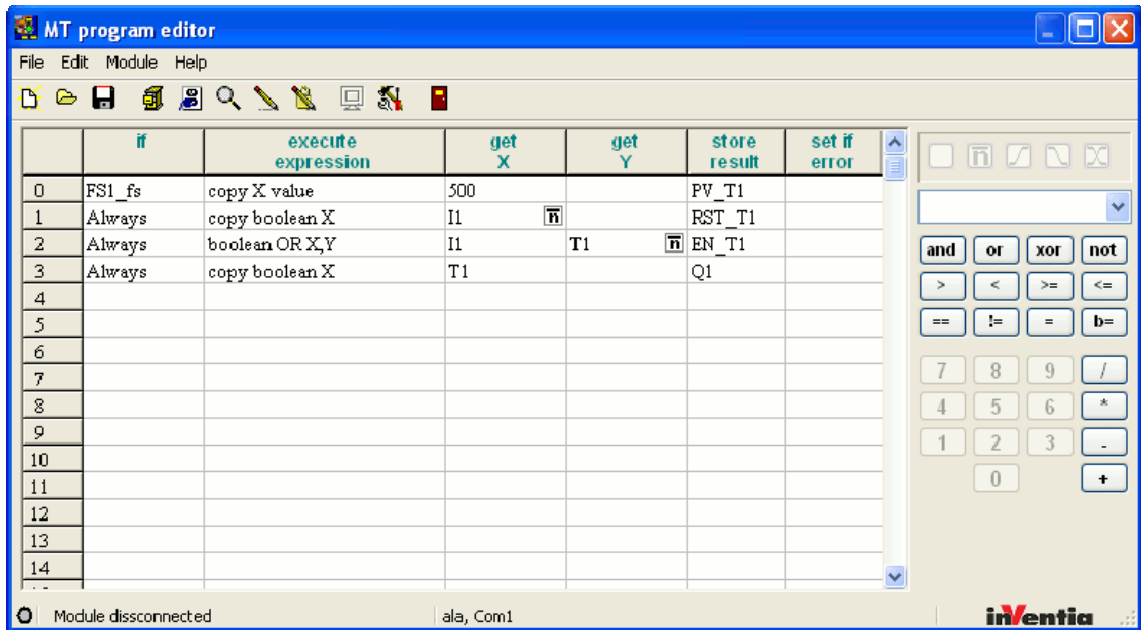 MT program editor
File Edit Module Help
if execute expression get X get Y store result set if error
0 FS1_fs copy X value 500 PV_T1
1 Always copy boolean X I1 n̅ RST_T1
2 Always boolean OR X,Y I1 T1 n̅ EN_T1
3 Always copy boolean X T1 Q1
4
5
6
7
8
9
10
11
12
13
14
n̅
and or xor not
> < >= <=
== != = b=
7 8 9 /
4 5 6 *
1 2 3 -
0 +
Module dissconnected ala, Com1 inVentia